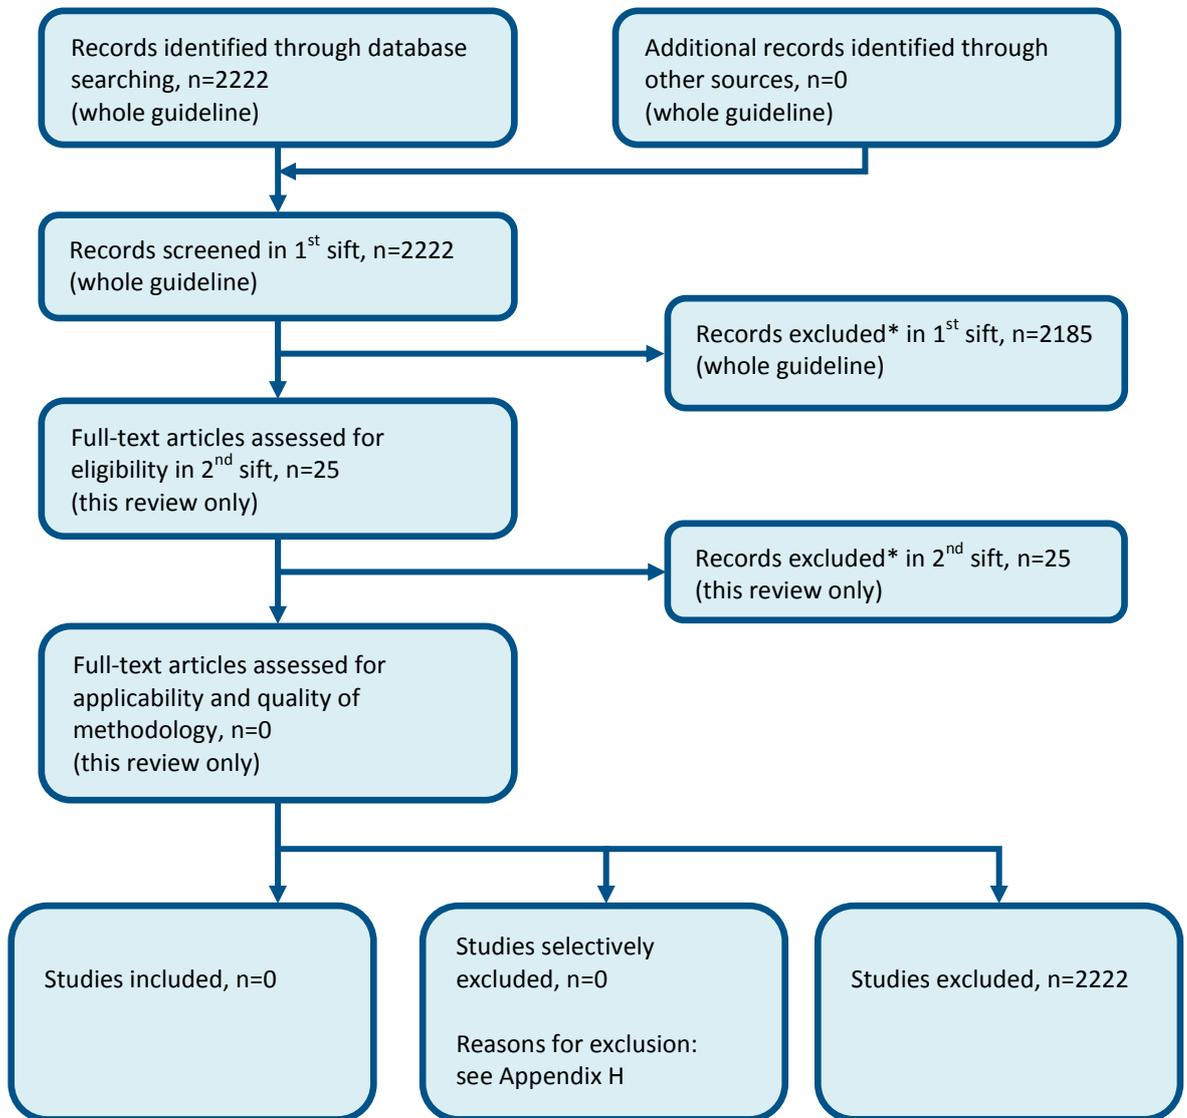 Records identified through database
searching, n=2222
(whole guideline)
Additional records identified through
other sources, n=0
(whole guideline)
Records screened in 1st sift, n=2222
(whole guideline)
Records excluded* in 1st sift, n=2185
(whole guideline)
Full-text articles assessed for
eligibility in 2nd sift, n=25
(this review only)
Records excluded* in 2nd sift, n=25
(this review only)
Full-text articles assessed for
applicability and quality of
methodology, n=0
(this review only)
Studies included, n=0
Studies selectively
excluded, n=0
Reasons for exclusion:
see Appendix H
Studies excluded, n=2222